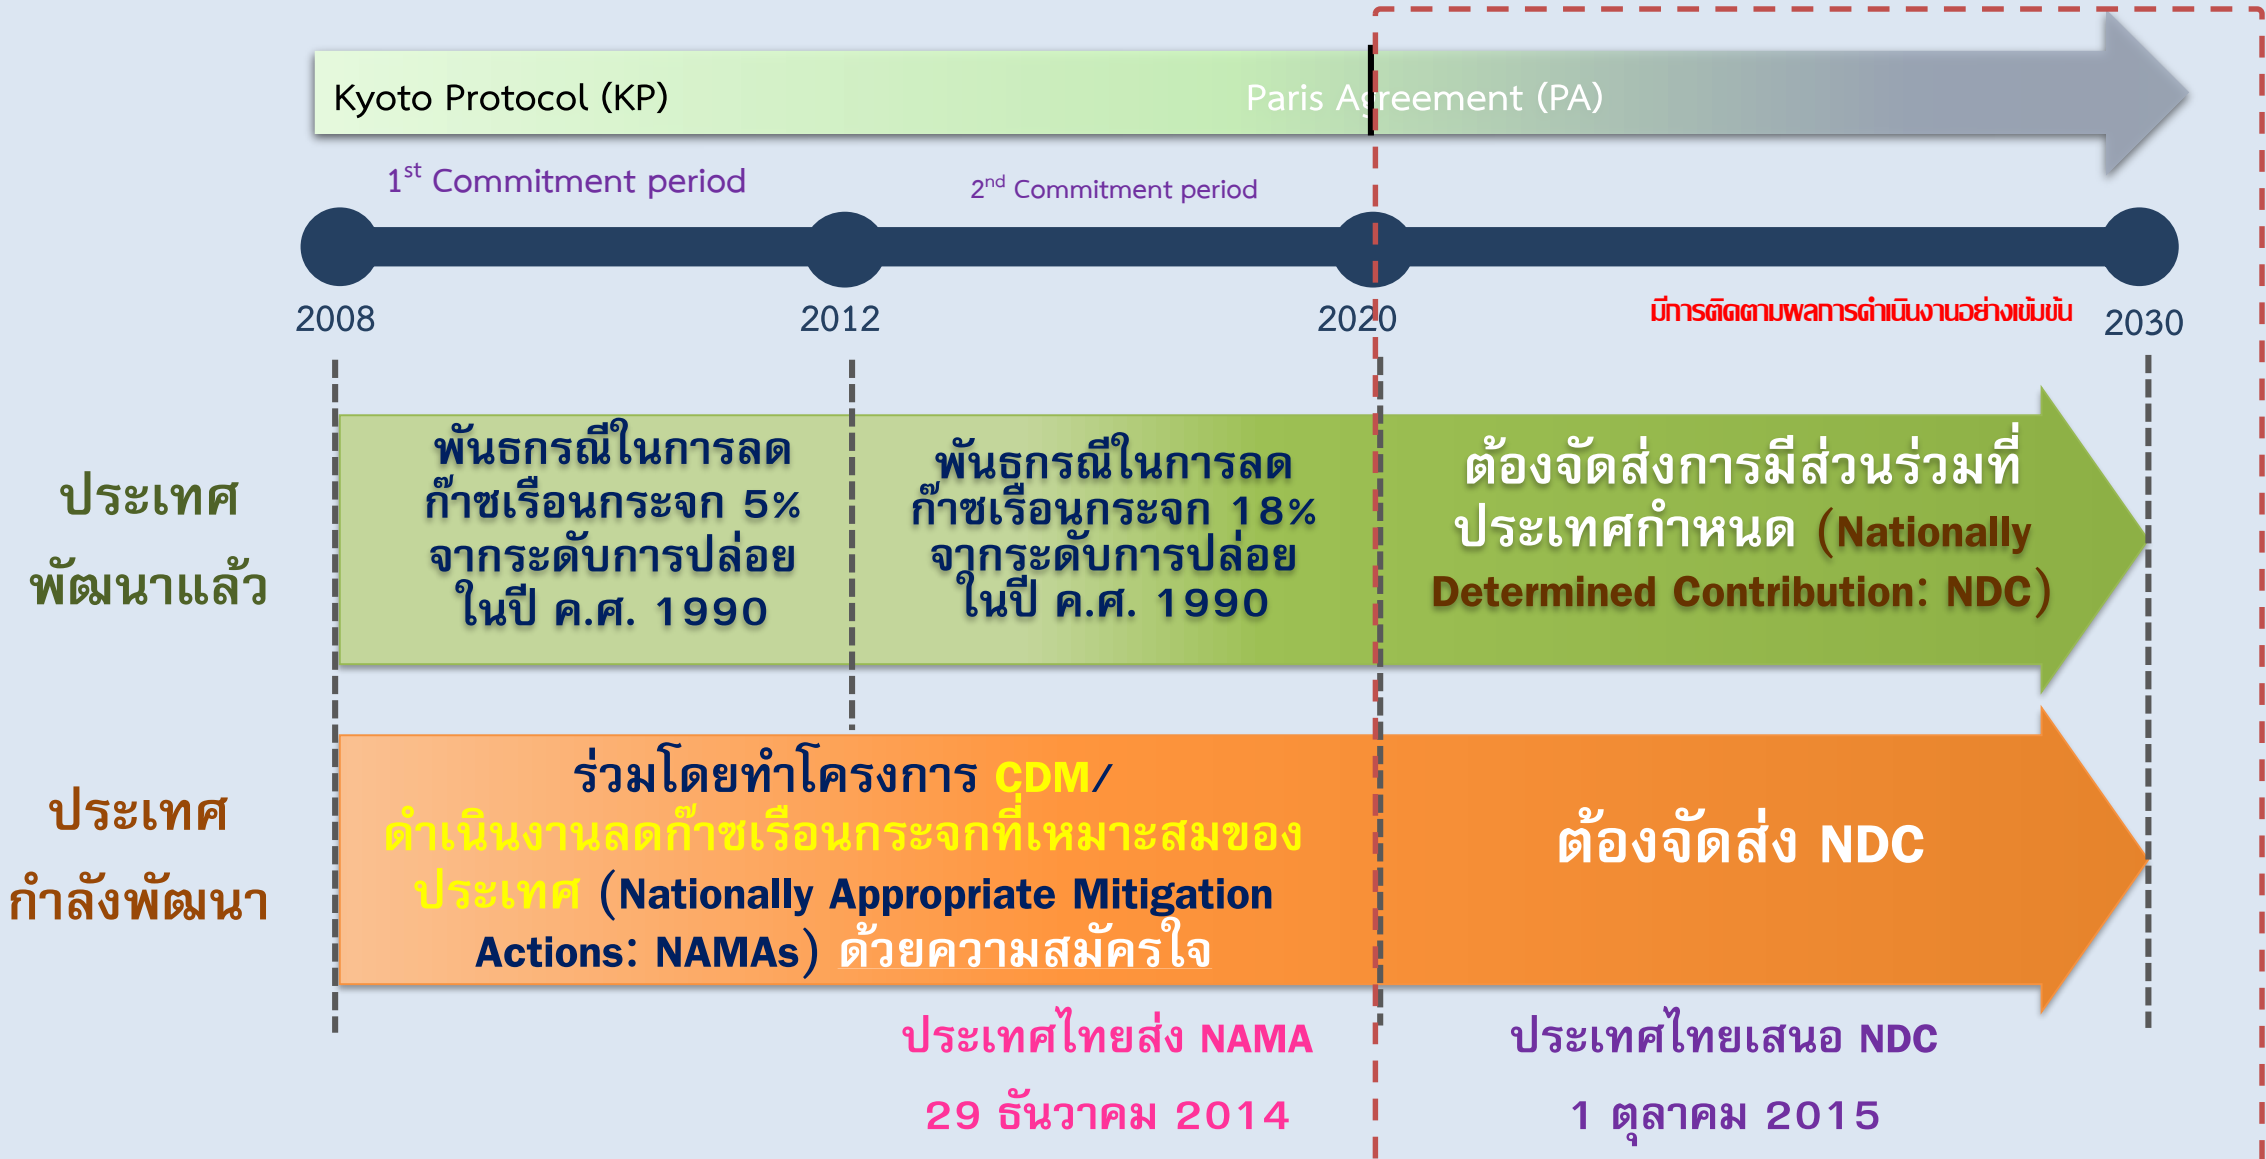 Kyoto Protocol (KP)
Paris Agreement (PA)
1st Commitment period
2nd Commitment period
2008
2012
2020
มีการติดตามผลการดำเนินงานอย่างเข้มข้น
2030
ประเทศ
พัฒนาแล้ว
พันธกรณีในการลด
ก๊าซเรือนกระจก 5%
จากระดับการปล่อย
ในปี ค.ศ. 1990
พันธกรณีในการลด
ก๊าซเรือนกระจก 18%
จากระดับการปล่อย
ในปี ค.ศ. 1990
ต้องจัดส่งการมีส่วนร่วมที่
ประเทศกำหนด (Nationally
Determined Contribution: NDC)
ประเทศ
กำลังพัฒนา
ร่วมโดยทำโครงการ CDM/
ดำเนินงานลดก๊าซเรือนกระจกที่เหมาะสมของ
ประเทศ (Nationally Appropriate Mitigation
Actions: NAMAs) ด้วยความสมัครใจ
ต้องจัดส่ง NDC
ประเทศไทยส่ง NAMA
29 ธันวาคม 2014
ประเทศไทยเสนอ NDC
1 ตุลาคม 2015